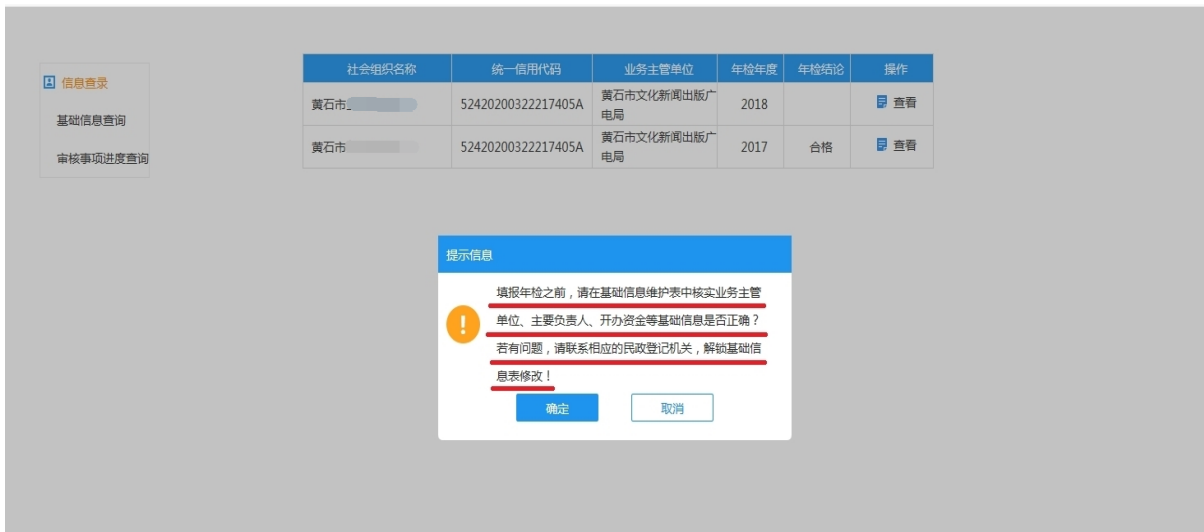 信息查录
基础信息查询
审核事项进度查询
社会组织名称 统一信用代码 业务主管单位 年检年度 年检结论 操作
黄石市 52420200322217405A 黄石市文化新闻出版广 2018 查看
电局
黄石市 52420200322217405A 黄石市文化新闻出版广 2017 合格 查看
电局
提示信息
填报年检之前，请在基础信息维护表中核实业务主管
单位、主要负责人、开办资金等基础信息是否正确？
若有问题，请联系相应的民政登记机关，解锁基础信
息表修改！
确定 取消